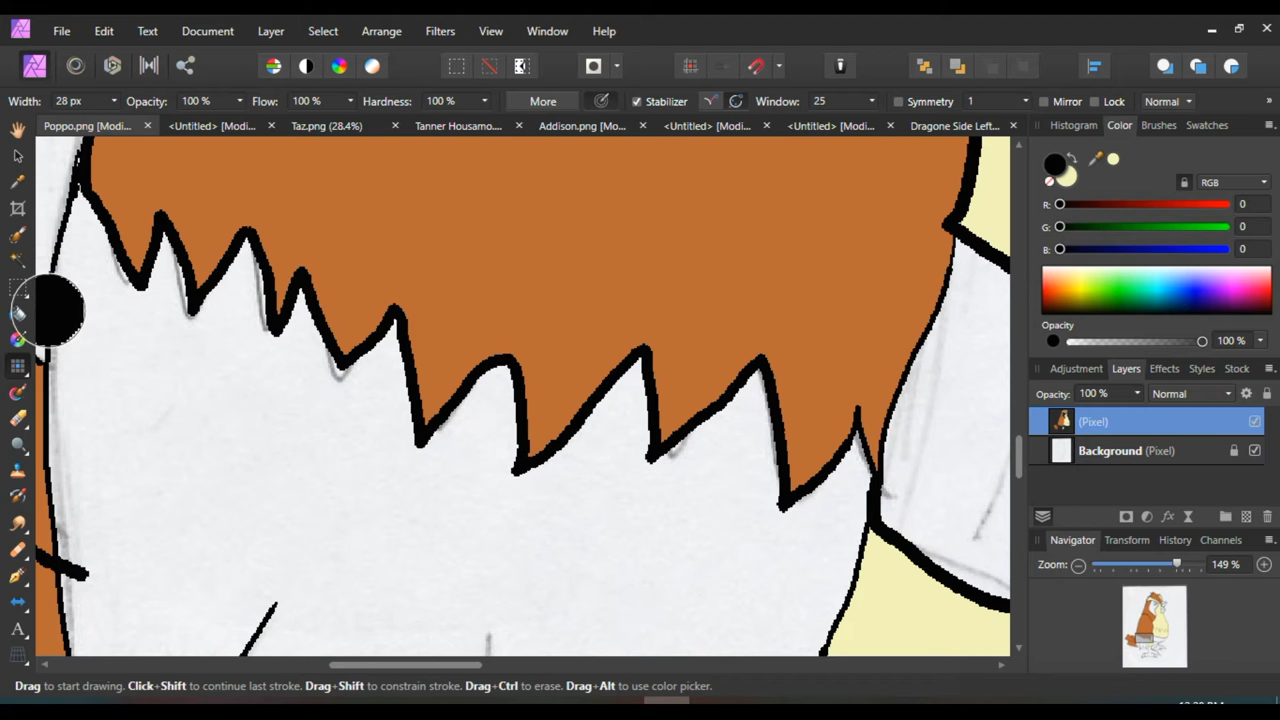 File Edit Text Document Layer Select Arrange Filters View Window Help
Width: 28 px Opacity: 100 % Flow: 100 % Hardness: 100 % More Stabilizer Window: 25 Symmetry 1 Mirror Lock Normal »
Poppo.png [Modi... <Untitled> [Modi... Taz.png (28.4%) Tanner Housamo... Addison.png [Mo... <Untitled> [Modi... <Untitled> [Modi... Dragone Side Left...
Histogram Color Brushes Swatches
RGB
R: 0
G: 0
B: 0
Opacity
100 %
Adjustment Layers Effects Styles Stock
Opacity: 100 % Normal
(Pixel)
Background (Pixel)
fx
Navigator Transform History Channels
Zoom: 149 %
A
Drag to start drawing. Click+Shift to continue last stroke. Drag+Shift to constrain stroke. Drag+Ctrl to erase. Drag+Alt to use color picker.